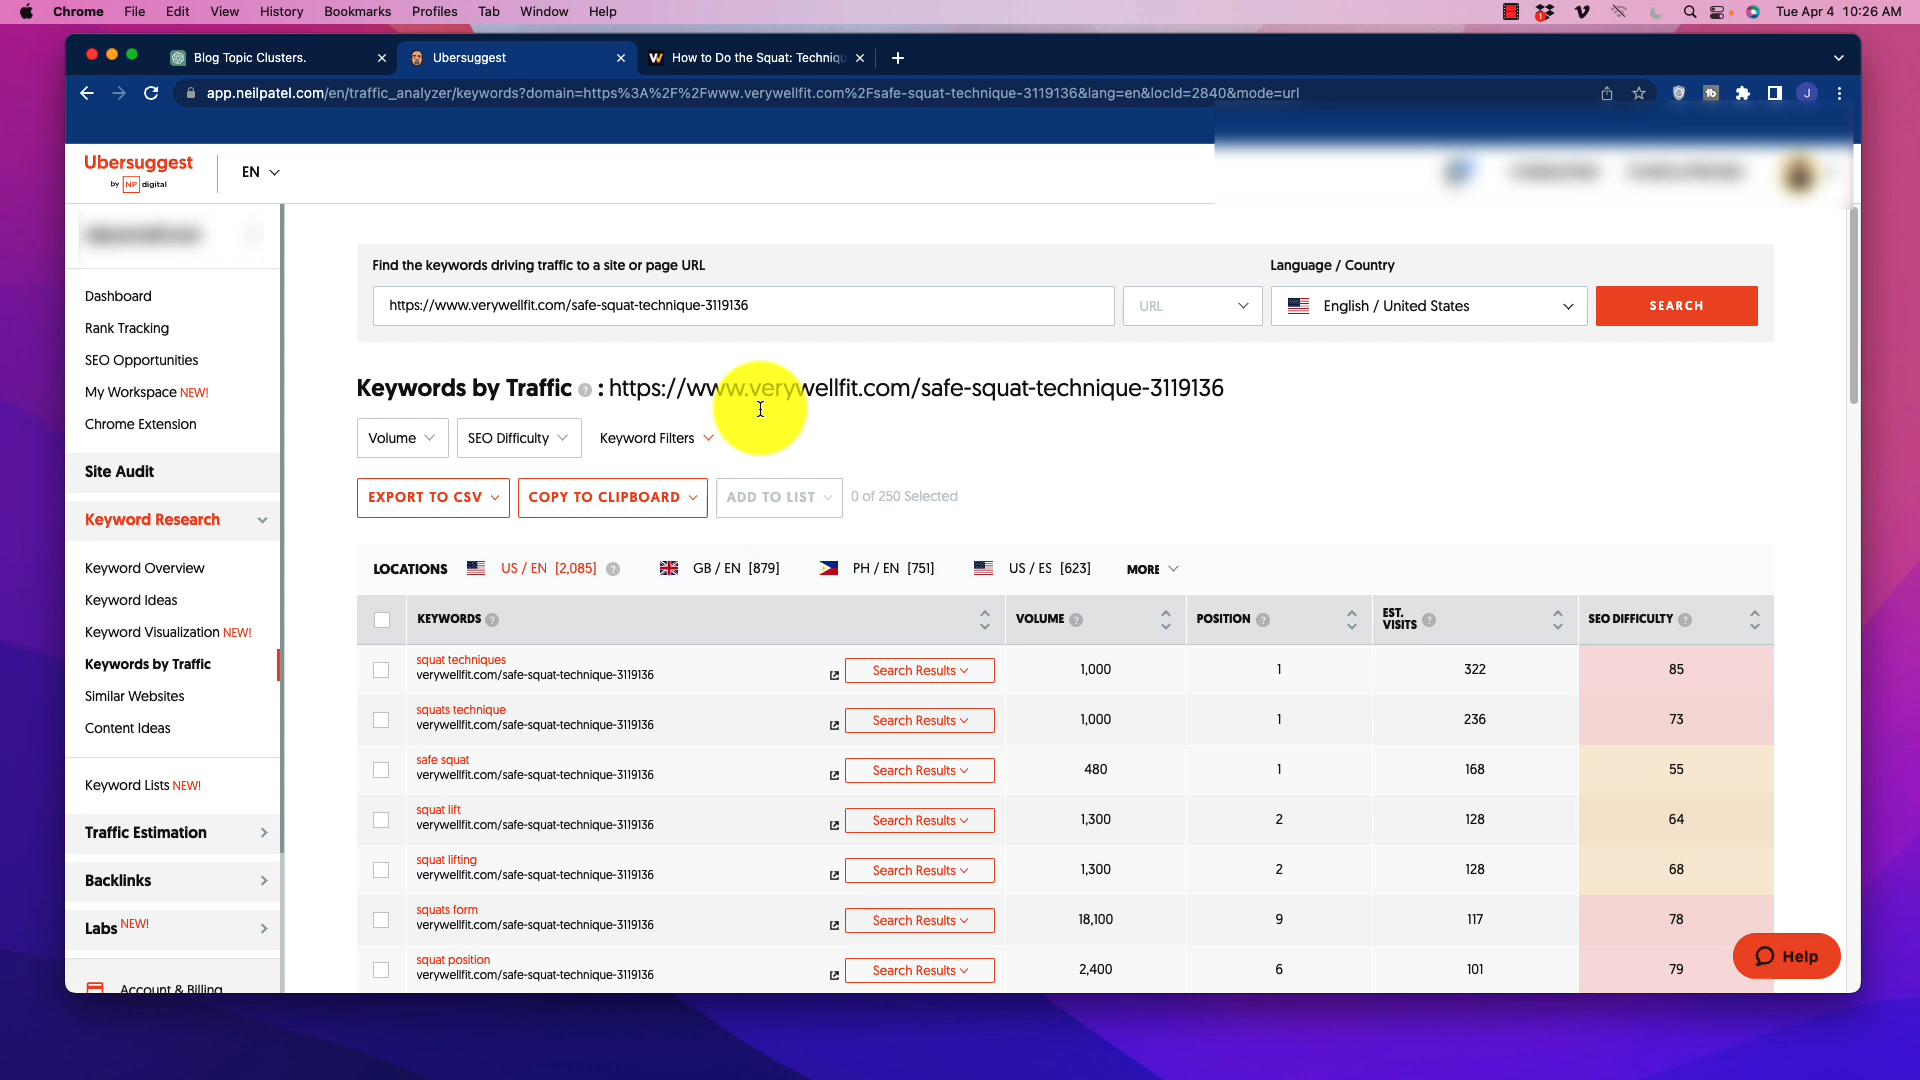 Chrome File Edit View History Bookmarks Profiles Tab Window Help
Tue Apr 4 10:26 AM
Blog Topic Clusters.
Ubersuggest
How to Do the Squat: Techniqu
app.neilpatel.com/en/traffic_analyzer/keywords?domain=https%3A%2F%2Fwww.verywellfit.com%2Fsafe-squat-technique-3119136&lang=en&locId=2840&mode=url
Ubersuggest
by NP digital
EN
Dashboard
Rank Tracking
SEO Opportunities
My Workspace NEW!
Chrome Extension
Site Audit
Keyword Research
Keyword Overview
Keyword Ideas
Keyword Visualization NEW!
Keywords by Traffic
Similar Websites
Content Ideas
Keyword Lists NEW!
Traffic Estimation
Backlinks
Labs NEW!
Account & Billing
Find the keywords driving traffic to a site or page URL
Language / Country
https://www.verywellfit.com/safe-squat-technique-3119136
URL
English / United States
SEARCH
Keywords by Traffic ? : https://www.verywellfit.com/safe-squat-technique-3119136
Volume
SEO Difficulty
Keyword Filters
EXPORT TO CSV
COPY TO CLIPBOARD
ADD TO LIST
0 of 250 Selected
LOCATIONS US / EN [2,085] ? GB / EN [879] PH / EN [751] US / ES [623] MORE
KEYWORDS ? VOLUME ? POSITION ? EST. VISITS ? SEO DIFFICULTY ?
squat techniques
verywellfit.com/safe-squat-technique-3119136
Search Results 1,000 1 322 85
squats technique
verywellfit.com/safe-squat-technique-3119136
Search Results 1,000 1 236 73
safe squat
verywellfit.com/safe-squat-technique-3119136
Search Results 480 1 168 55
squat lift
verywellfit.com/safe-squat-technique-3119136
Search Results 1,300 2 128 64
squat lifting
verywellfit.com/safe-squat-technique-3119136
Search Results 1,300 2 128 68
squats form
verywellfit.com/safe-squat-technique-3119136
Search Results 18,100 9 117 78
squat position
verywellfit.com/safe-squat-technique-3119136
Search Results 2,400 6 101 79
Help